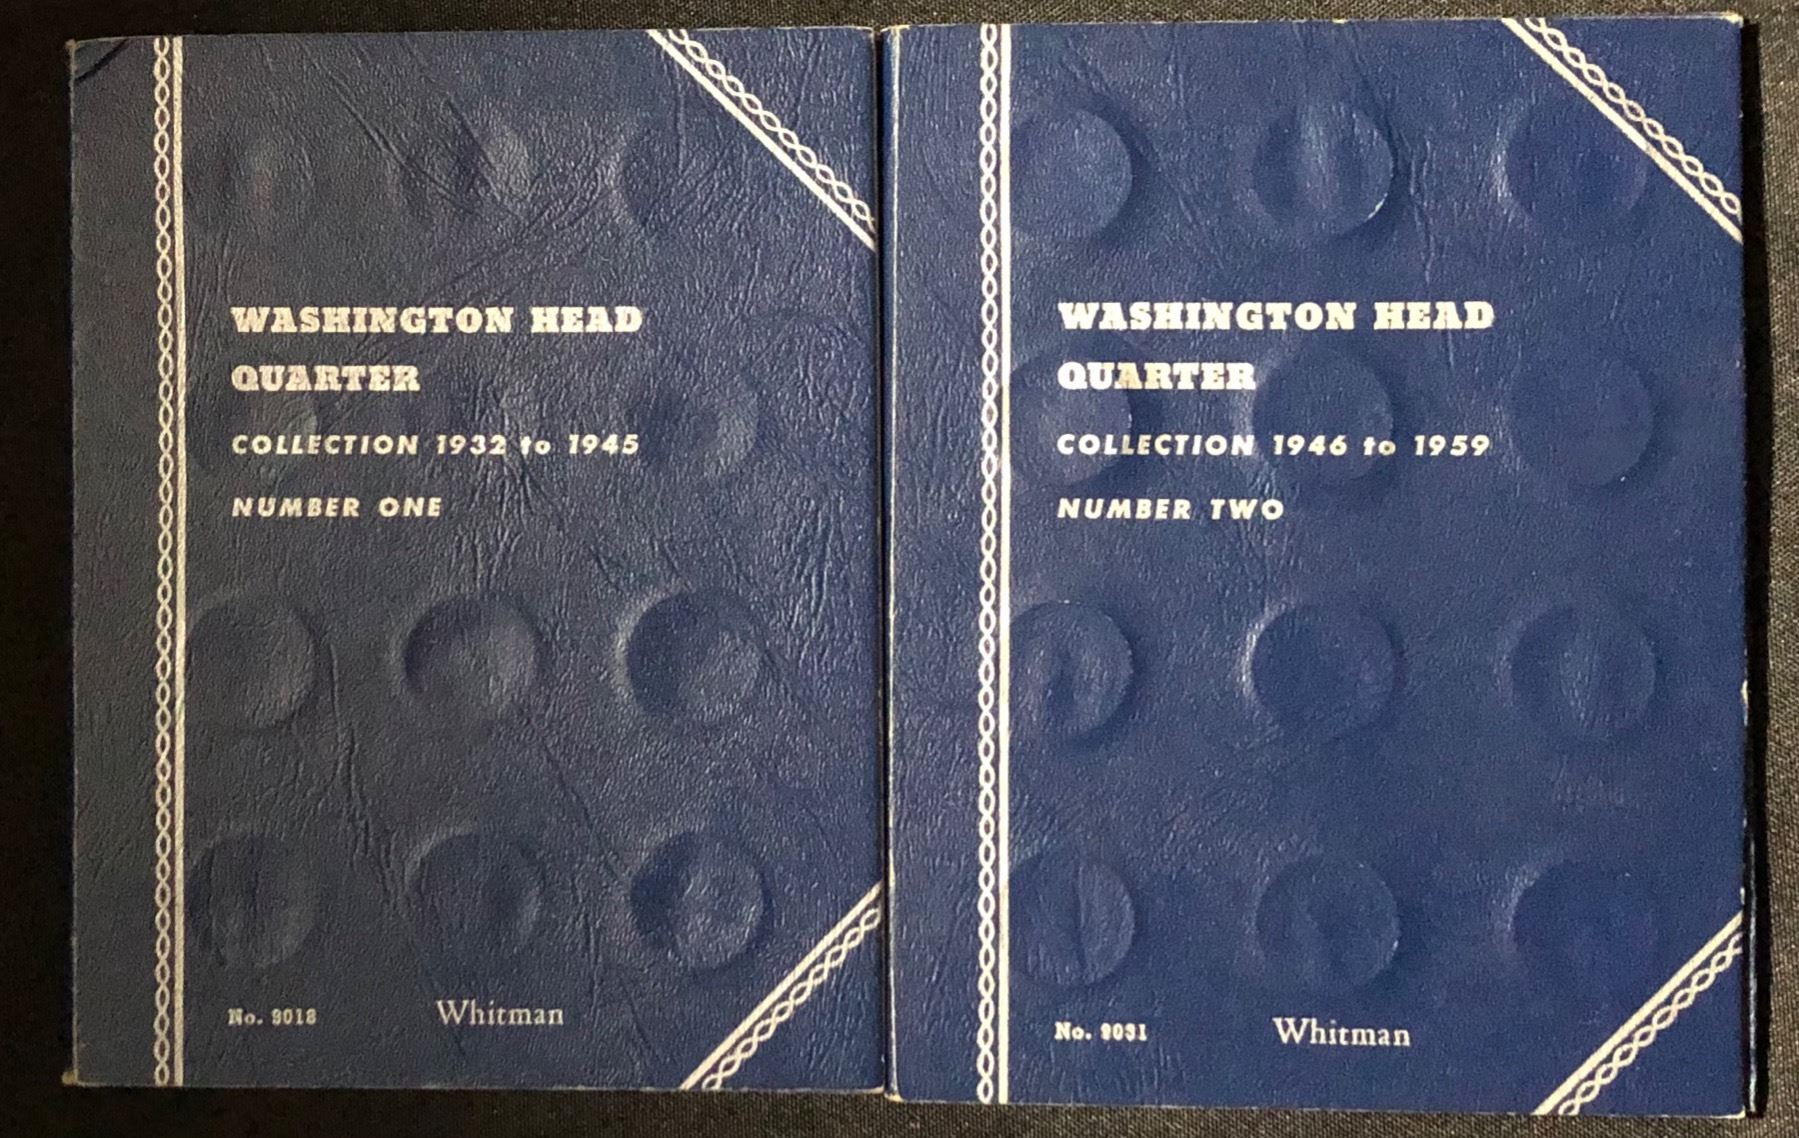 WASHINGTON HEAD
QUARTER
COLLECTION 1932 to 1945
NUMBER ONE
No. 9018
Whitman
WASHINGTON HEAD
QUARTER
COLLECTION 1946 to 1959
NUMBER TWO
No. 9031
Whitman